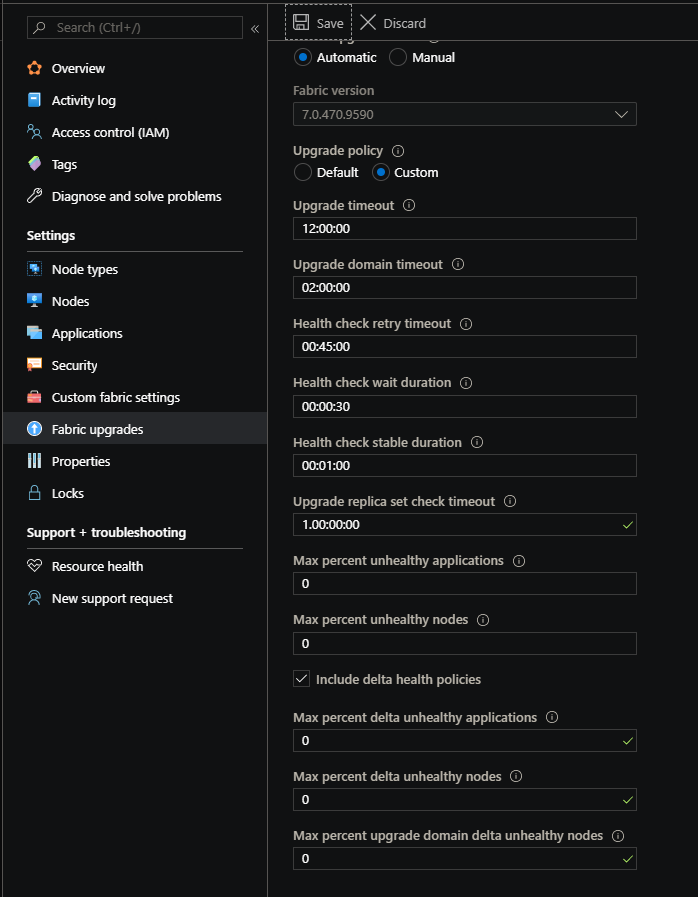 Search (Ctrl+/)
«
Overview
Activity log
Access control (IAM)
Tags
Diagnose and solve problems
Settings
Node types
Nodes
Applications
Security
Custom fabric settings
Fabric upgrades
Properties
Locks
Support + troubleshooting
Resource health
New support request
Save
Discard
Automatic
Manual
Fabric version
7.0.470.9590
Upgrade policy
Default
Custom
Upgrade timeout
12:00:00
Upgrade domain timeout
02:00:00
Health check retry timeout
00:45:00
Health check wait duration
00:00:30
Health check stable duration
00:01:00
Upgrade replica set check timeout
1.00:00:00
Max percent unhealthy applications
0
Max percent unhealthy nodes
0
Include delta health policies
Max percent delta unhealthy applications
0
Max percent delta unhealthy nodes
0
Max percent upgrade domain delta unhealthy nodes
0